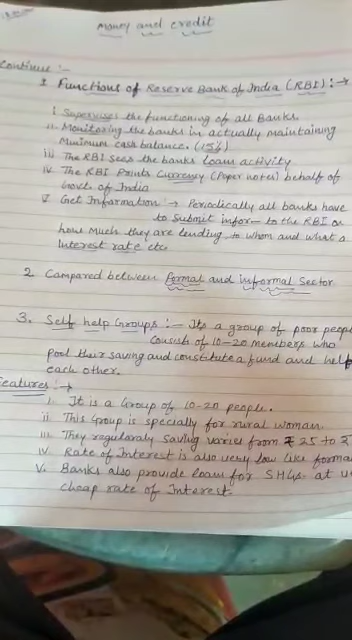 Money and credit
Continue :-
1 Functions of Reserve Bank of India (RBI) :→
i Supervises the functioning of all Banks.
ii. Monitoring the banks in actually maintaining
Minimum cash balance. (15%)
iii The RBI sees the banks loan activity.
iv The RBI Prints Currency (Paper notes) behalf of
Govt. of India
V Get Information → Periodically all banks have
to submit infor- to the RBI on
how Much they are lending to whom and what a
Interest rate etc
2 Compared between formal and informal Sector
3. Self help Groups :- Its a group of poor peop
Consists of 10-20 members who
pool their saving and constitute a fund and help
each other.
Features :→
i. It is a Group of 10-20 people.
ii This Group is specially for rural woman.
iii They regularaly Saving varies from ₹ 25 to ₹
iv Rate of Interest is also very low like forma
V. Banks also provide loan for SHGs at
cheap rate of Interest